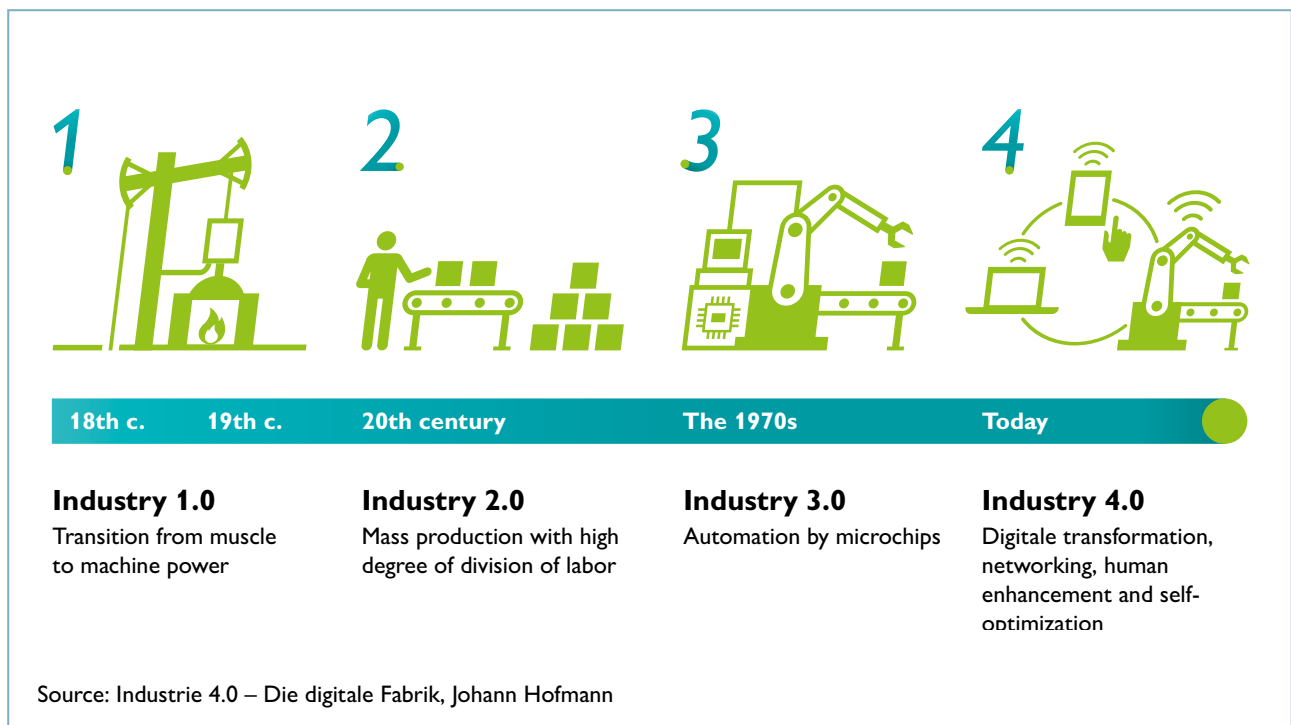 1
2
3
4
18th c.
19th c.
20th century
The 1970s
Today
Industry 1.0
Transition from muscle
to machine power
Industry 2.0
Mass production with high
degree of division of labor
Industry 3.0
Automation by microchips
Industry 4.0
Digitale transformation,
networking, human
enhancement and self-
optimization
Source: Industrie 4.0 – Die digitale Fabrik, Johann Hofmann